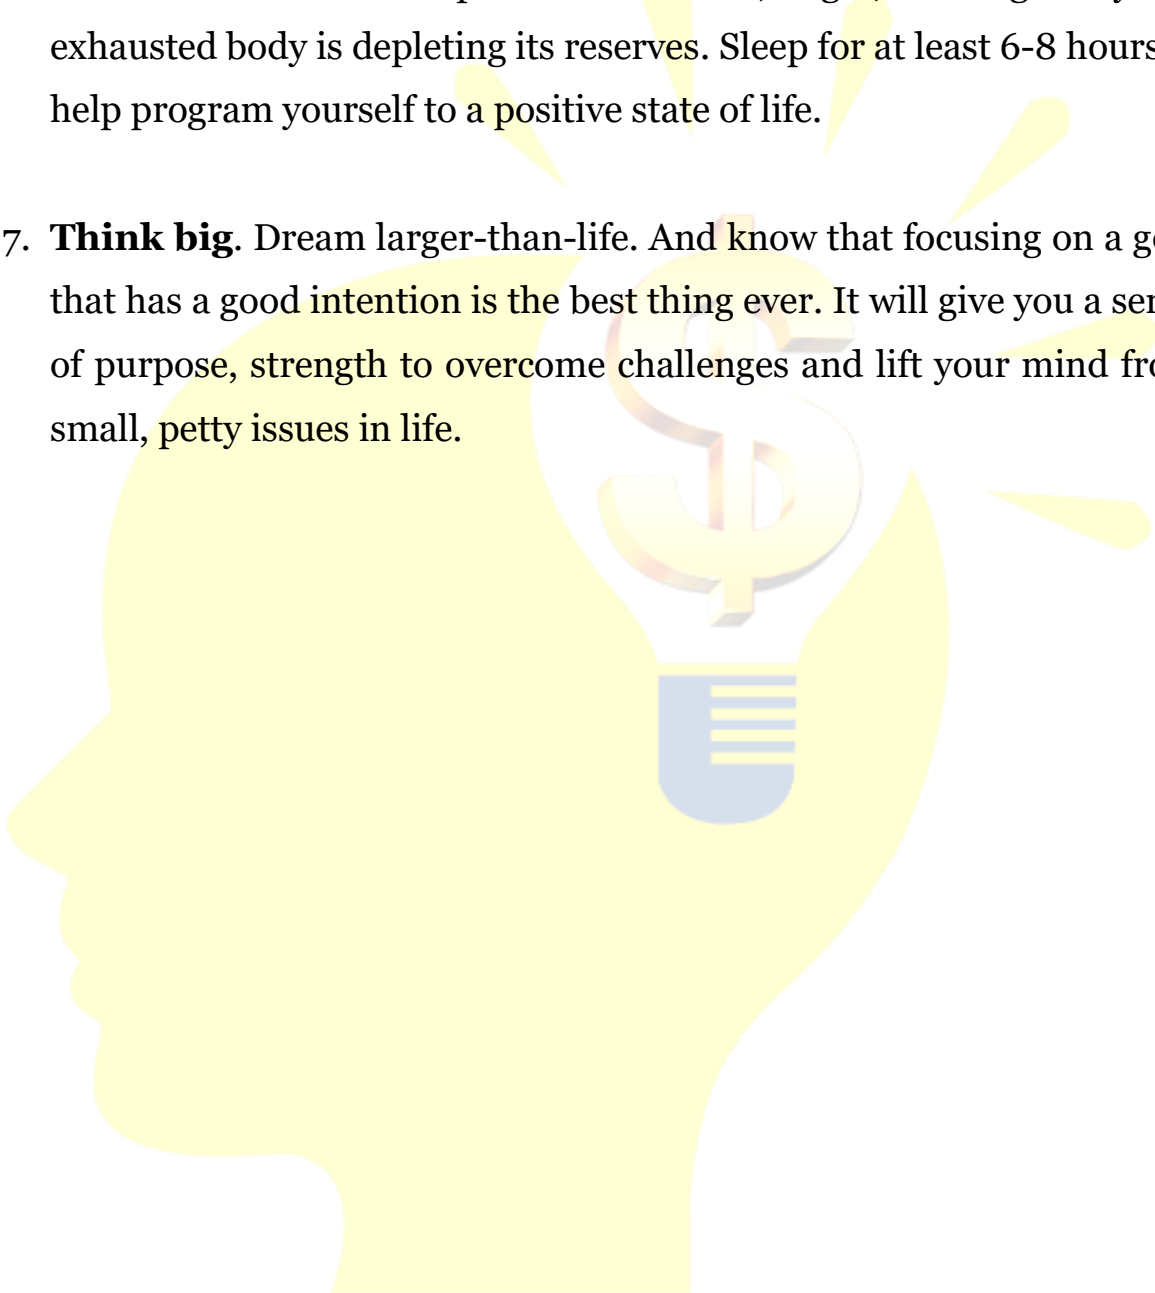 exhausted body is depleting its reserves. Sleep for at least 6-8 hours
help program yourself to a positive state of life.
7. Think big. Dream larger-than-life. And know that focusing on a
that has a good intention is the best thing ever. It will give you a
of purpose, strength to overcome challenges and lift your mind
small, petty issues in life.
$